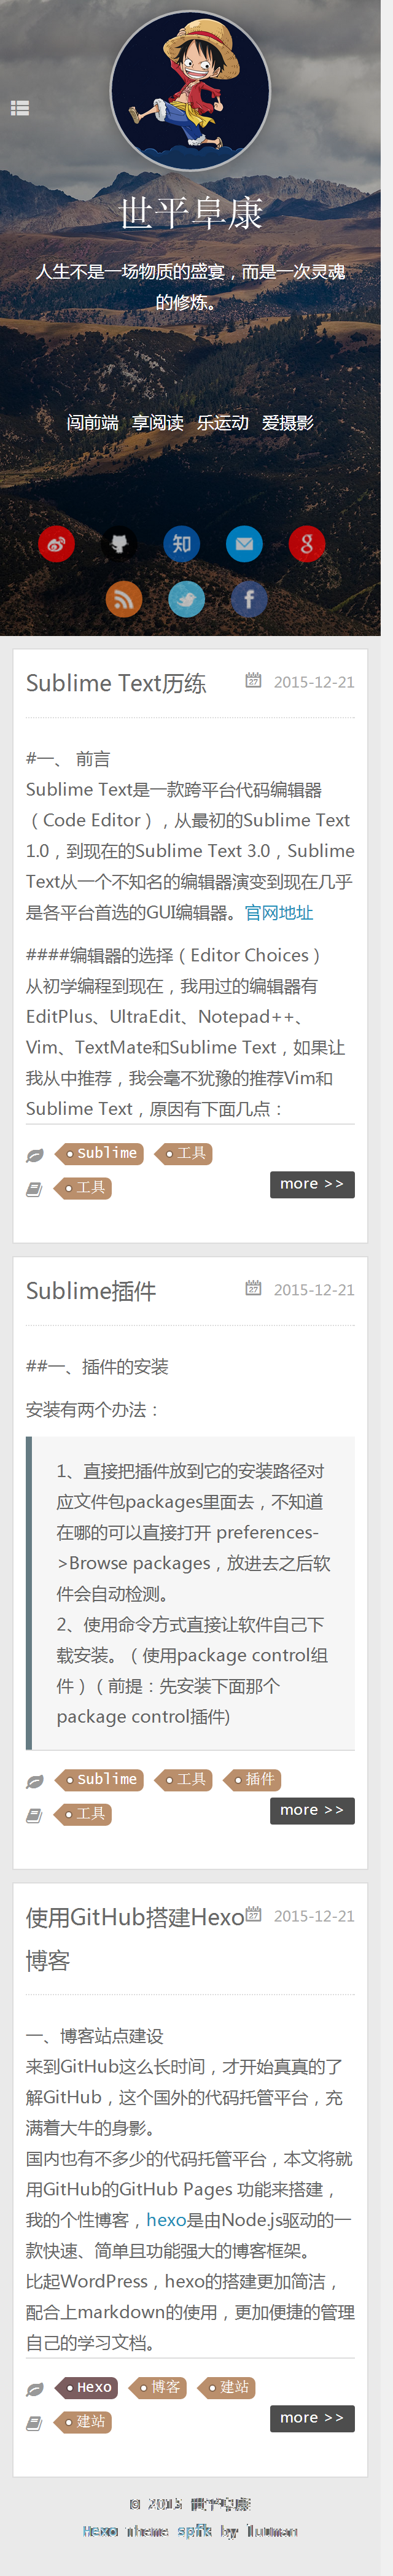 世平阜康
人生不是一场物质的盛宴，而是一次灵魂
的修炼。
闯前端 享阅读 乐运动 爱摄影
知
Sublime Text历练
27 2015-12-21
#一、 前言
Sublime Text是一款跨平台代码编辑器
（Code Editor），从最初的Sublime Text
1.0，到现在的Sublime Text 3.0，Sublime
Text从一个不知名的编辑器演变到现在几乎
是各平台首选的GUI编辑器。官网地址
####编辑器的选择（Editor Choices）
从初学编程到现在，我用过的编辑器有
EditPlus、UltraEdit、Notepad++、
Vim、TextMate和Sublime Text，如果让
我从中推荐，我会毫不犹豫的推荐Vim和
Sublime Text，原因有下面几点：
Sublime 工具
工具
more >>
Sublime插件
27 2015-12-21
##一、插件的安装
安装有两个办法：
1、直接把插件放到它的安装路径对
应文件包packages里面去，不知道
在哪的可以直接打开 preferences-
>Browse packages，放进去之后软
件会自动检测。
2、使用命令方式直接让软件自己下
载安装。（使用package control组
件）（前提：先安装下面那个
package control插件)
Sublime 工具 插件
工具
more >>
使用GitHub搭建Hexo
博客
27 2015-12-21
一、博客站点建设
来到GitHub这么长时间，才开始真真的了
解GitHub，这个国外的代码托管平台，充
满着大牛的身影。
国内也有不多少的代码托管平台，本文将就
用GitHub的GitHub Pages 功能来搭建，
我的个性博客，hexo是由Node.js驱动的一
款快速、简单且功能强大的博客框架。
比起WordPress，hexo的搭建更加简洁，
配合上markdown的使用，更加便捷的管理
自己的学习文档。
Hexo 博客 建站
建站
more >>
Hexo theme spfk by luuman